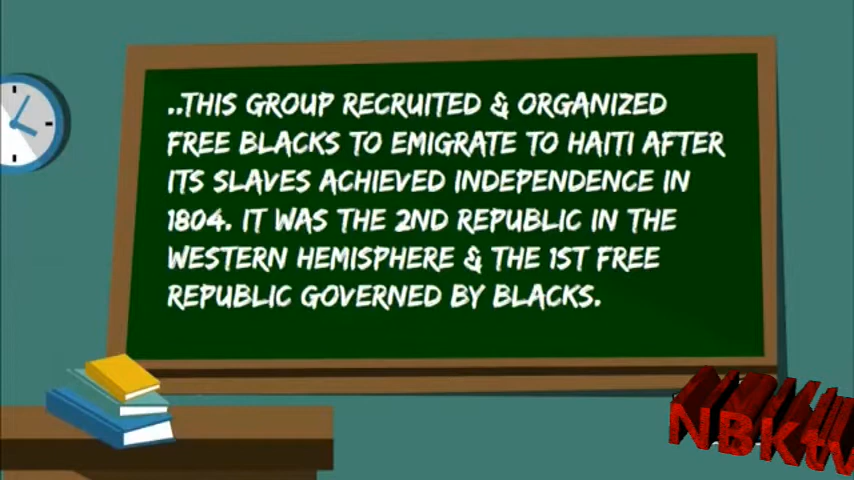 ..THIS GROUP RECRUITED & ORGANIZED
FREE BLACKS TO EMIGRATE TO HAITI AFTER
ITS SLAVES ACHIEVED INDEPENDENCE IN
1804. IT WAS THE 2ND REPUBLIC IN THE
WESTERN HEMISPHERE & THE 1ST FREE
REPUBLIC GOVERNED BY BLACKS.
NBKtv